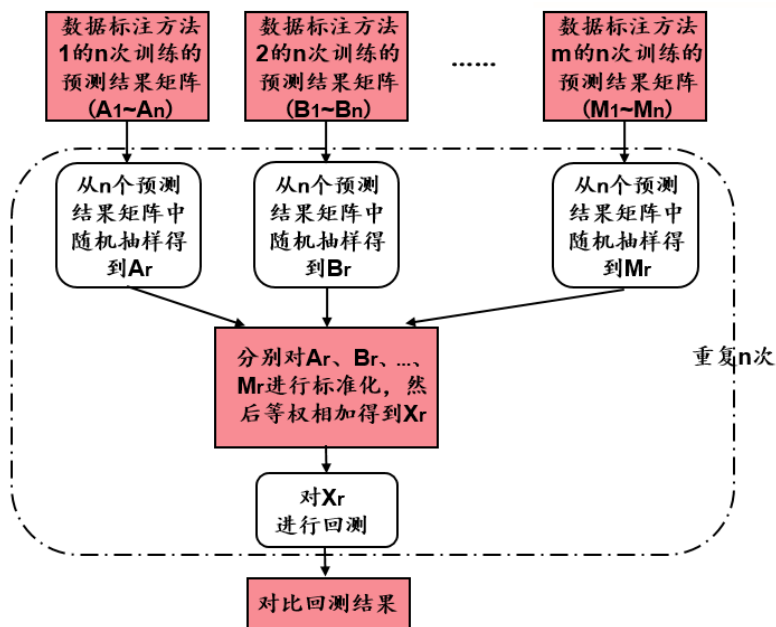 数据标注方法
1的n次训练的
预测结果矩阵
(A1~An)
数据标注方法
2的n次训练的
预测结果矩阵
(B1~Bn)
……
数据标注方法
m的n次训练的
预测结果矩阵
(M1~Mn)
从n个预测
结果矩阵中
随机抽样得
到Ar
从n个预测
结果矩阵中
随机抽样得
到Br
从n个预测
结果矩阵中
随机抽样得
到Mr
分别对Ar、Br、…、
Mr进行标准化，然
后等权相加得到Xr
重复n次
对Xr
进行回测
对比回测结果